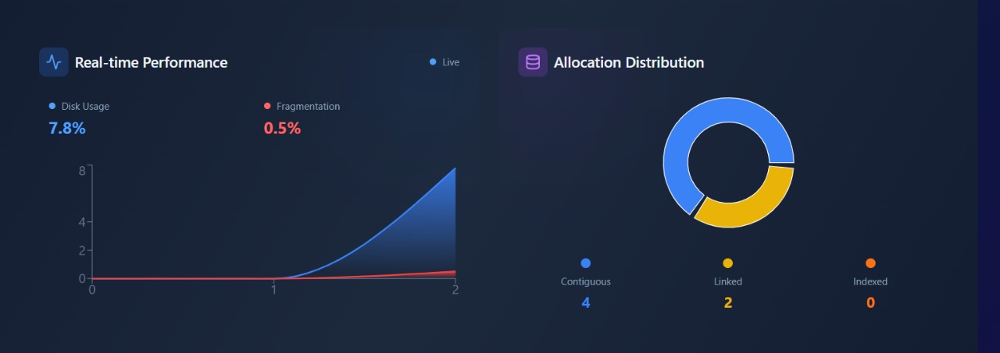 Real-time Performance
Live
Disk Usage
Fragmentation
7.8%
0.5%
8
4
2
0
0
1
2
Allocation Distribution
Contiguous
Linked
Indexed
4
2
0